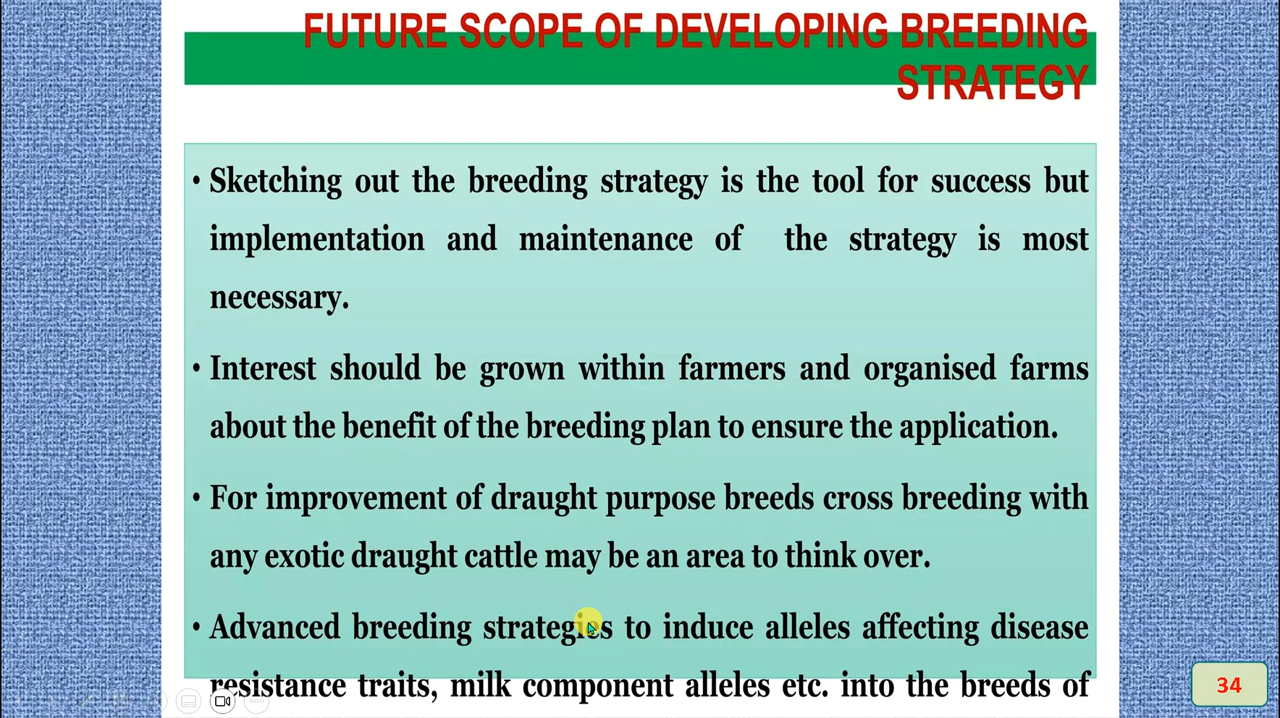 FUTURE SCOPE OF DEVELOPING BREEDING
STRATEGY
• Sketching out the breeding strategy is the tool for success but
implementation and maintenance of the strategy is most
necessary.
• Interest should be grown within farmers and organised farms
about the benefit of the breeding plan to ensure the application.
• For improvement of draught purpose breeds cross breeding with
any exotic draught cattle may be an area to think over.
• Advanced breeding strategies to induce alleles affecting disease
resistance traits, milk component alleles etc. into the breeds of
34